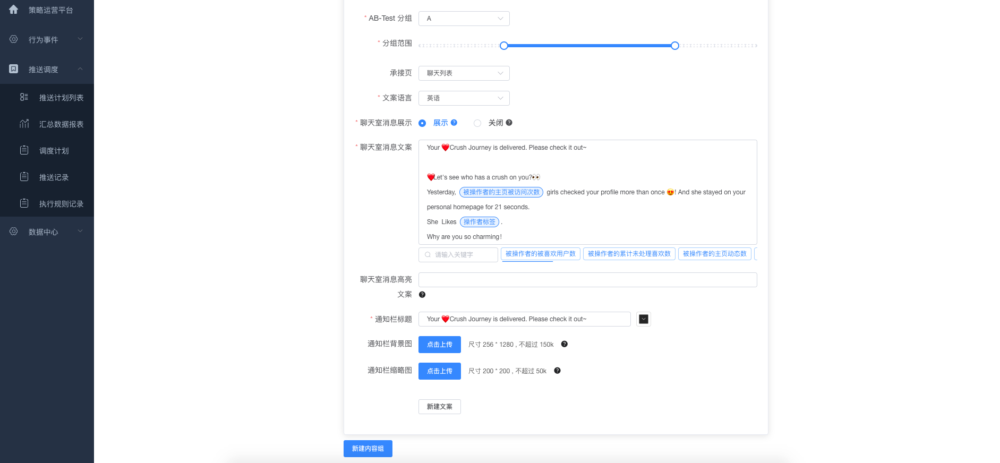 策略运营平台
行为事件
推送调度
推送计划列表
汇总数据报表
调度计划
推送记录
执行规则记录
数据中心
* AB-Test 分组
A
* 分组范围
承接页
聊天列表
* 文案语言
英语
* 聊天室消息展示
展示 ?
关闭 ?
* 聊天室消息文案
Your ❤️Crush Journey is delivered. Please check it out~
❤️Let's see who has a crush on you?👀
Yesterday, 被操作者的主页被访问次数 girls checked your profile more than once 😍! And she stayed on your
personal homepage for 21 seconds.
She Likes 操作者标签 .
Why are you so charming!
请输入关键字
被操作者的被喜欢用户数
被操作者的累计未处理喜欢数
被操作者的主页动态数
聊天室消息高亮
文案 ?
* 通知栏标题
Your ❤️Crush Journey is delivered. Please check it out~
通知栏背景图
点击上传
尺寸 256 * 1280 , 不超过 150k ?
通知栏缩略图
点击上传
尺寸 200 * 200 , 不超过 50k ?
新建文案
新建内容组